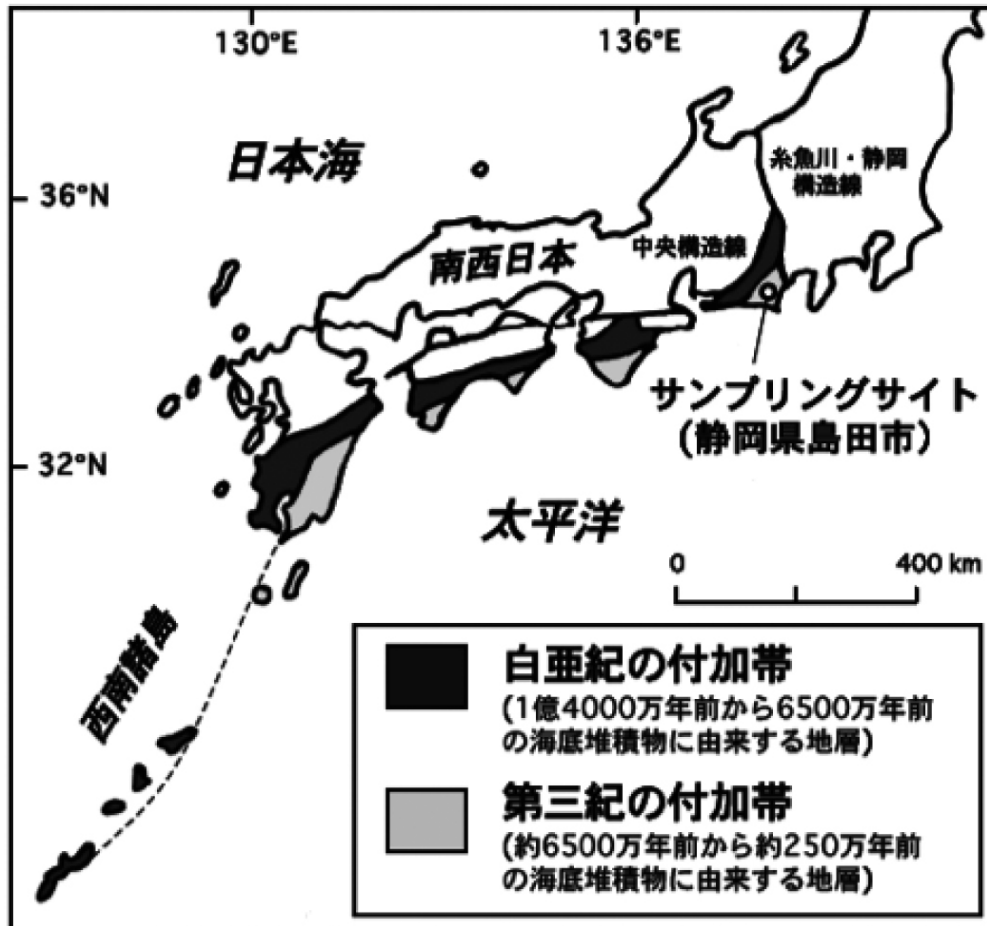 130°E
136°E
日本海
糸魚川・静岡
構造線
36°N
中央構造線
南西日本
サンプリングサイト
(静岡県島田市)
32°N
太平洋
0
400 km
西南諸島
白亜紀の付加帯
(1億4000万年前から6500万年前
の海底堆積物に由来する地層)
第三紀の付加帯
(約6500万年前から約250万年前
の海底堆積物に由来する地層)